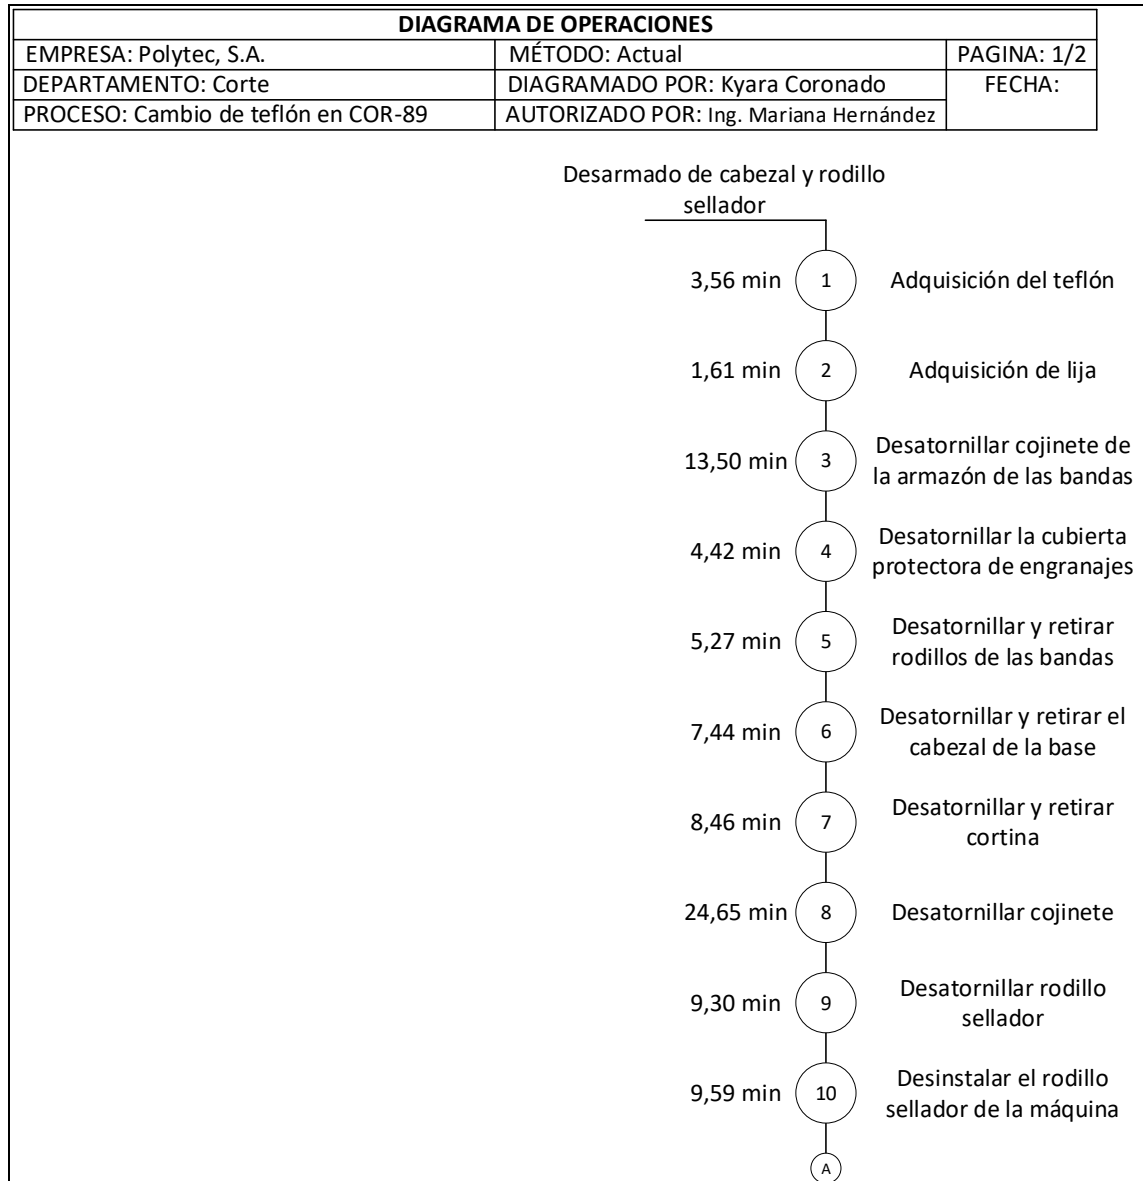 DIAGRAMA DE OPERACIONES
EMPRESA: Polytec, S.A.
MÉTODO: Actual
PAGINA: 1/2
DEPARTAMENTO: Corte
DIAGRAMADO POR: Kyara Coronado
FECHA:
PROCESO: Cambio de teflón en COR-89
AUTORIZADO POR: Ing. Mariana Hernández
Desarmado de cabezal y rodillo
sellador
3,56 min
1
Adquisición del teflón
1,61 min
2
Adquisición de lija
13,50 min
3
Desatornillar cojinete de
la armazón de las bandas
4,42 min
4
Desatornillar la cubierta
protectora de engranajes
5,27 min
5
Desatornillar y retirar
rodillos de las bandas
7,44 min
6
Desatornillar y retirar el
cabezal de la base
8,46 min
7
Desatornillar y retirar
cortina
24,65 min
8
Desatornillar cojinete
9,30 min
9
Desatornillar rodillo
sellador
9,59 min
10
Desinstalar el rodillo
sellador de la máquina
A